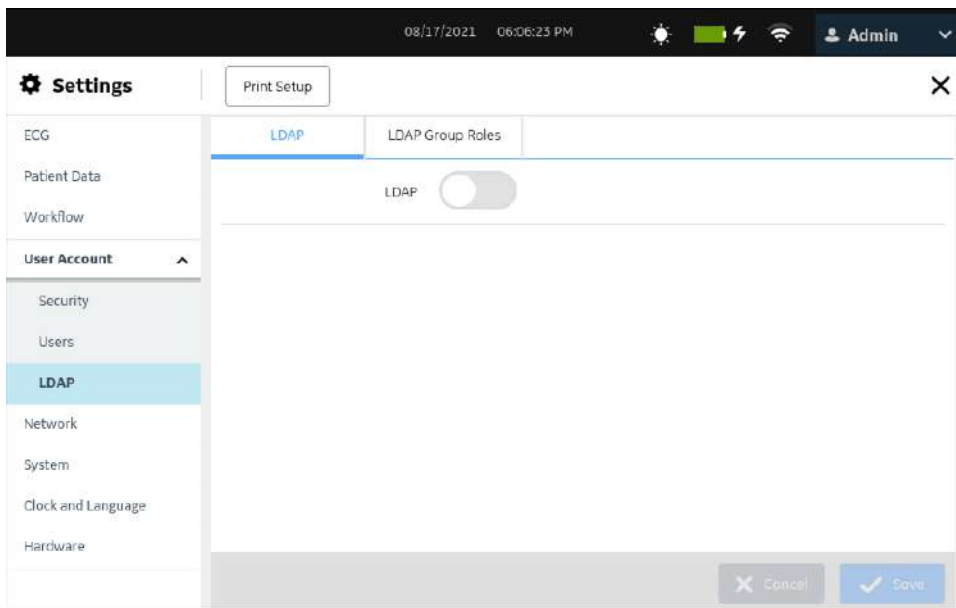 08/17/2021 06:06:23 PM Admin
Settings Print Setup
ECG
Patient Data
Workflow
User Account
Security
Users
LDAP
Network
System
Clock and Language
Hardware
LDAP LDAP Group Roles
LDAP
Cancel Save